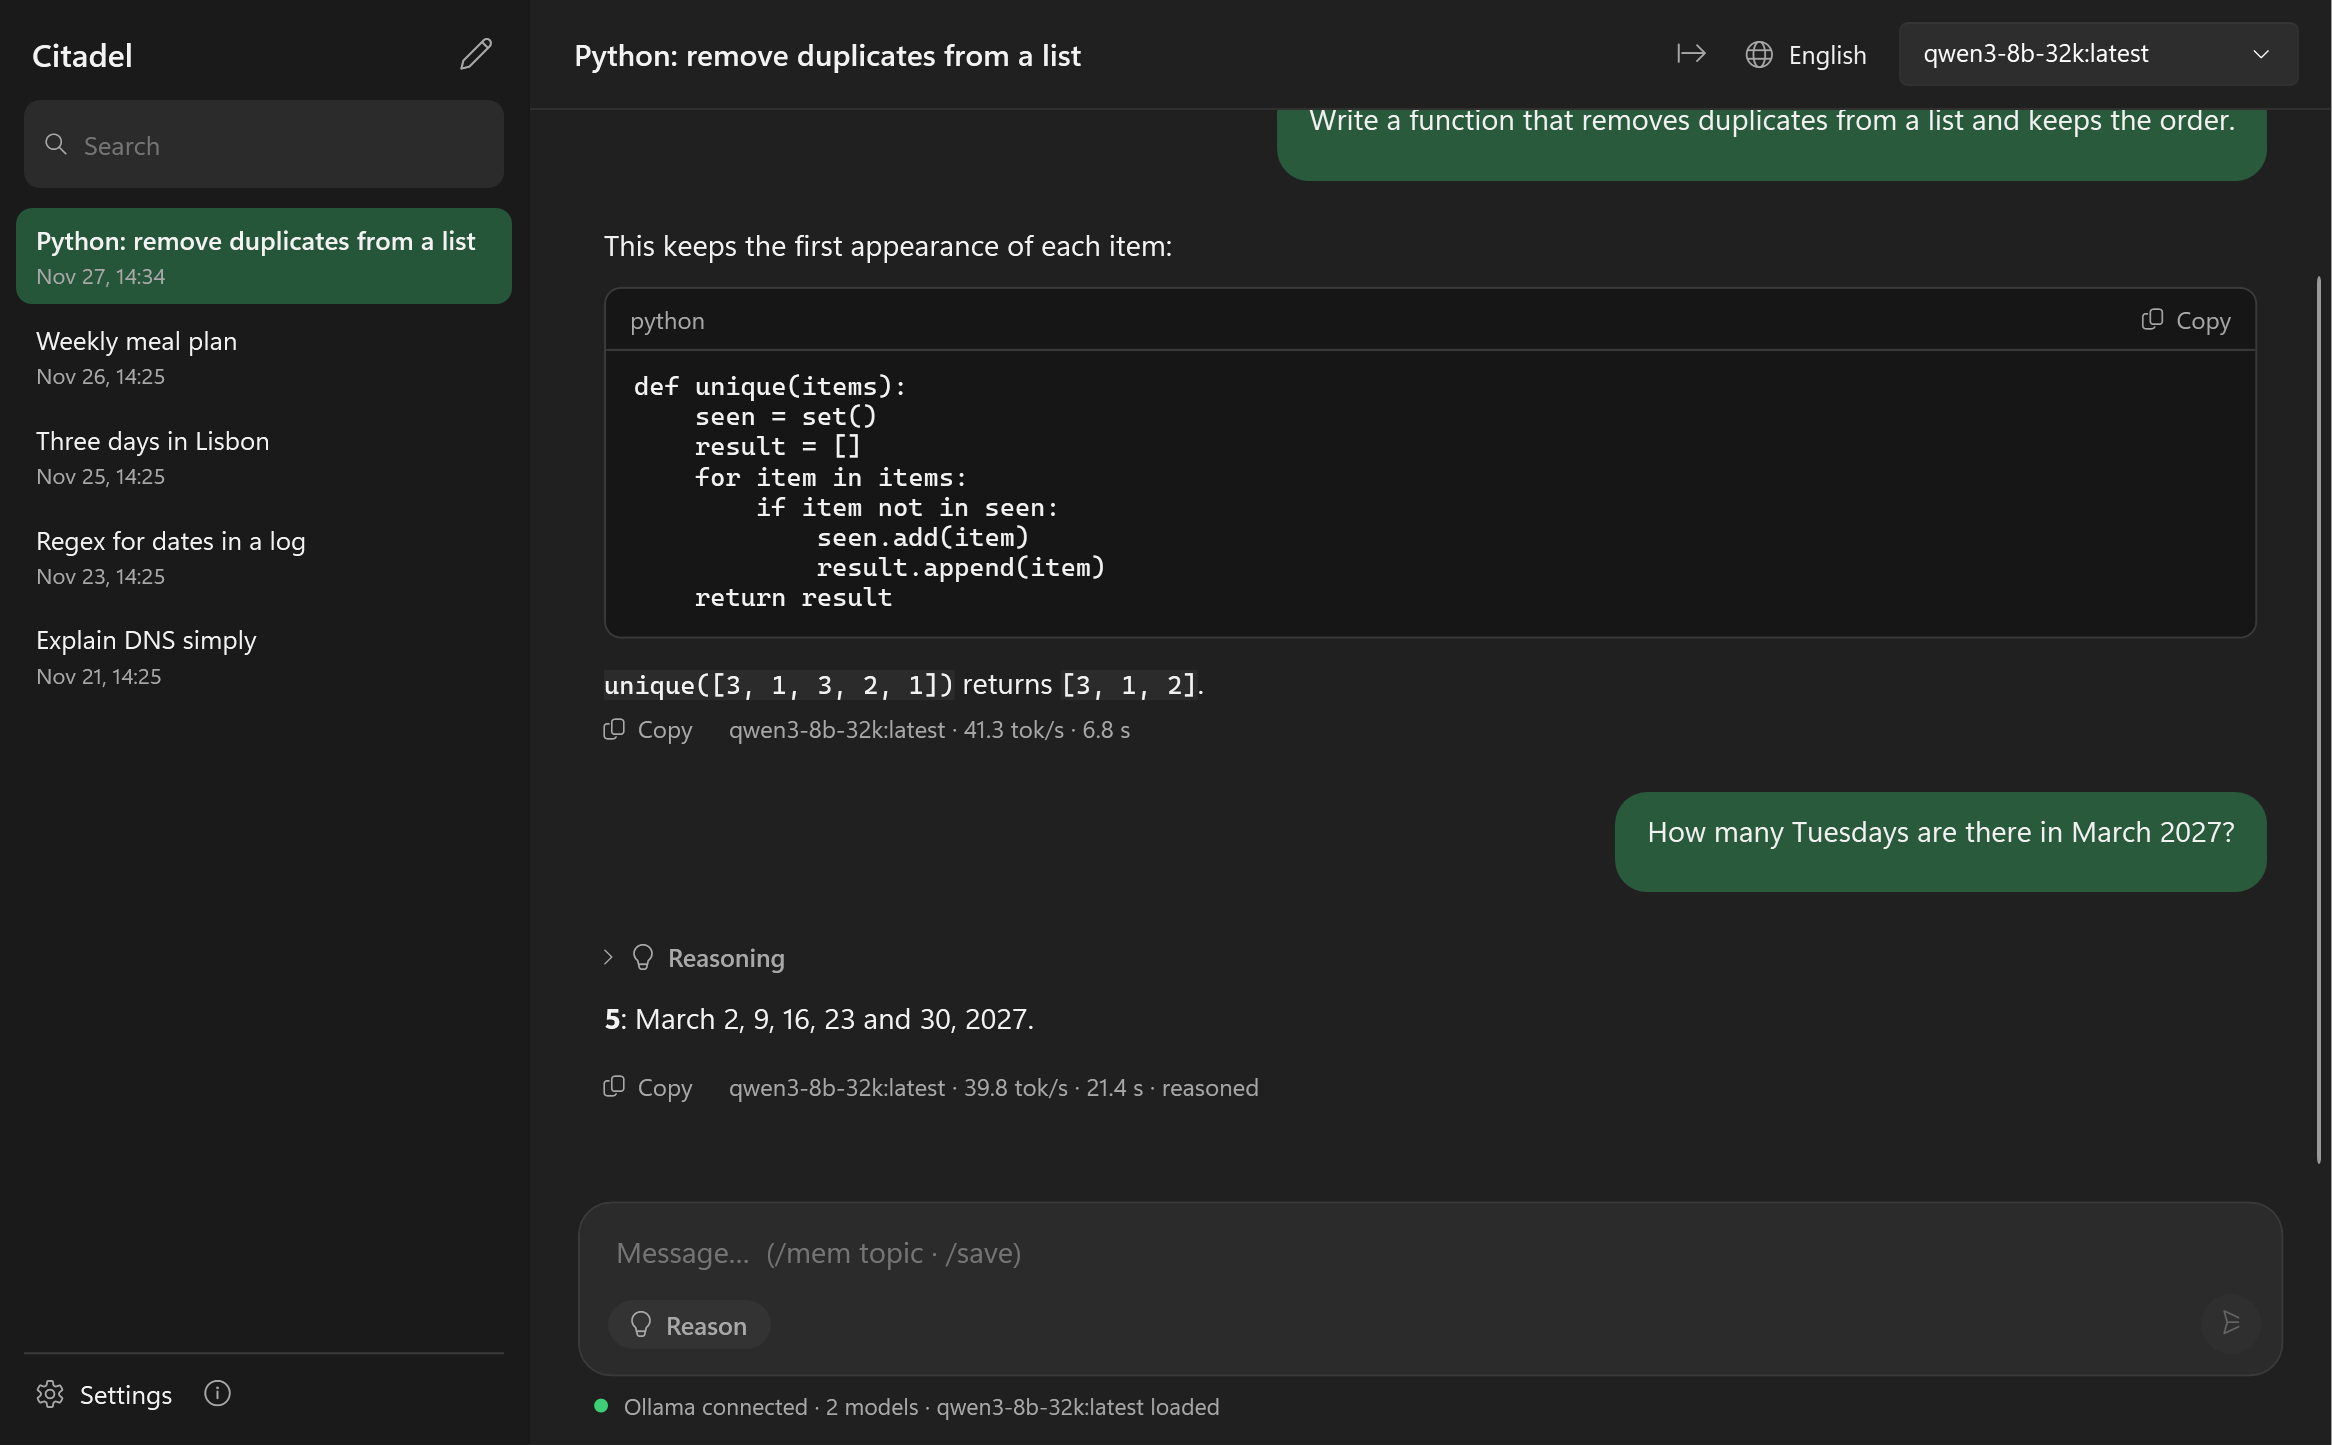 Citadel
Search
Python: remove duplicates from a list
Nov 27, 14:34
Weekly meal plan
Nov 26, 14:25
Three days in Lisbon
Nov 25, 14:25
Regex for dates in a log
Nov 23, 14:25
Explain DNS simply
Nov 21, 14:25
Settings
Python: remove duplicates from a list
English
qwen3-8b-32k:latest
Write a function that removes duplicates from a list and keeps the order.
This keeps the first appearance of each item:
python
Copy
def unique(items):
    seen = set()
    result = []
    for item in items:
        if item not in seen:
            seen.add(item)
            result.append(item)
    return result
unique([3, 1, 3, 2, 1]) returns [3, 1, 2].
Copy qwen3-8b-32k:latest · 41.3 tok/s · 6.8 s
How many Tuesdays are there in March 2027?
Reasoning
5: March 2, 9, 16, 23 and 30, 2027.
Copy qwen3-8b-32k:latest · 39.8 tok/s · 21.4 s · reasoned
Message... (/mem topic · /save)
Reason
Ollama connected · 2 models · qwen3-8b-32k:latest loaded